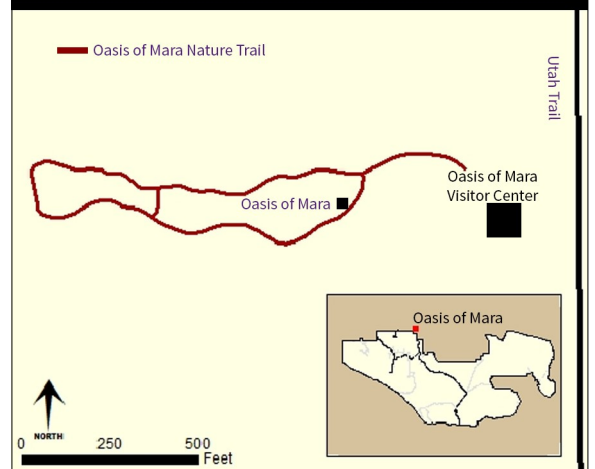 Oasis of Mara Nature Trail
Utah Trail
Oasis of Mara
Visitor Center
Oasis of Mara
Oasis of Mara
NORTH
0 250 500
Feet